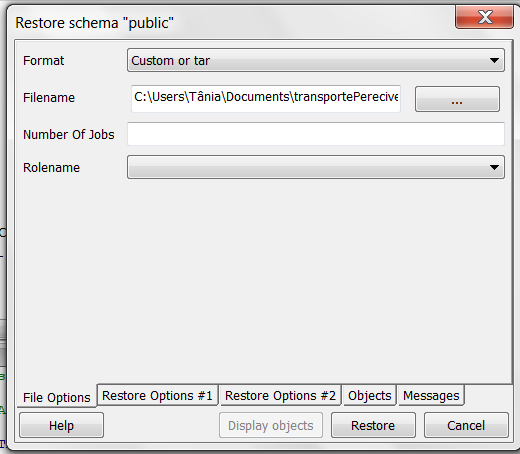 Restore schema "public"
Format
Custom or tar
Filename
C:\Users\Tânia\Documents\transportePerecive
...
Number Of Jobs
Rolename
File Options
Restore Options #1
Restore Options #2
Objects
Messages
Help
Display objects
Restore
Cancel